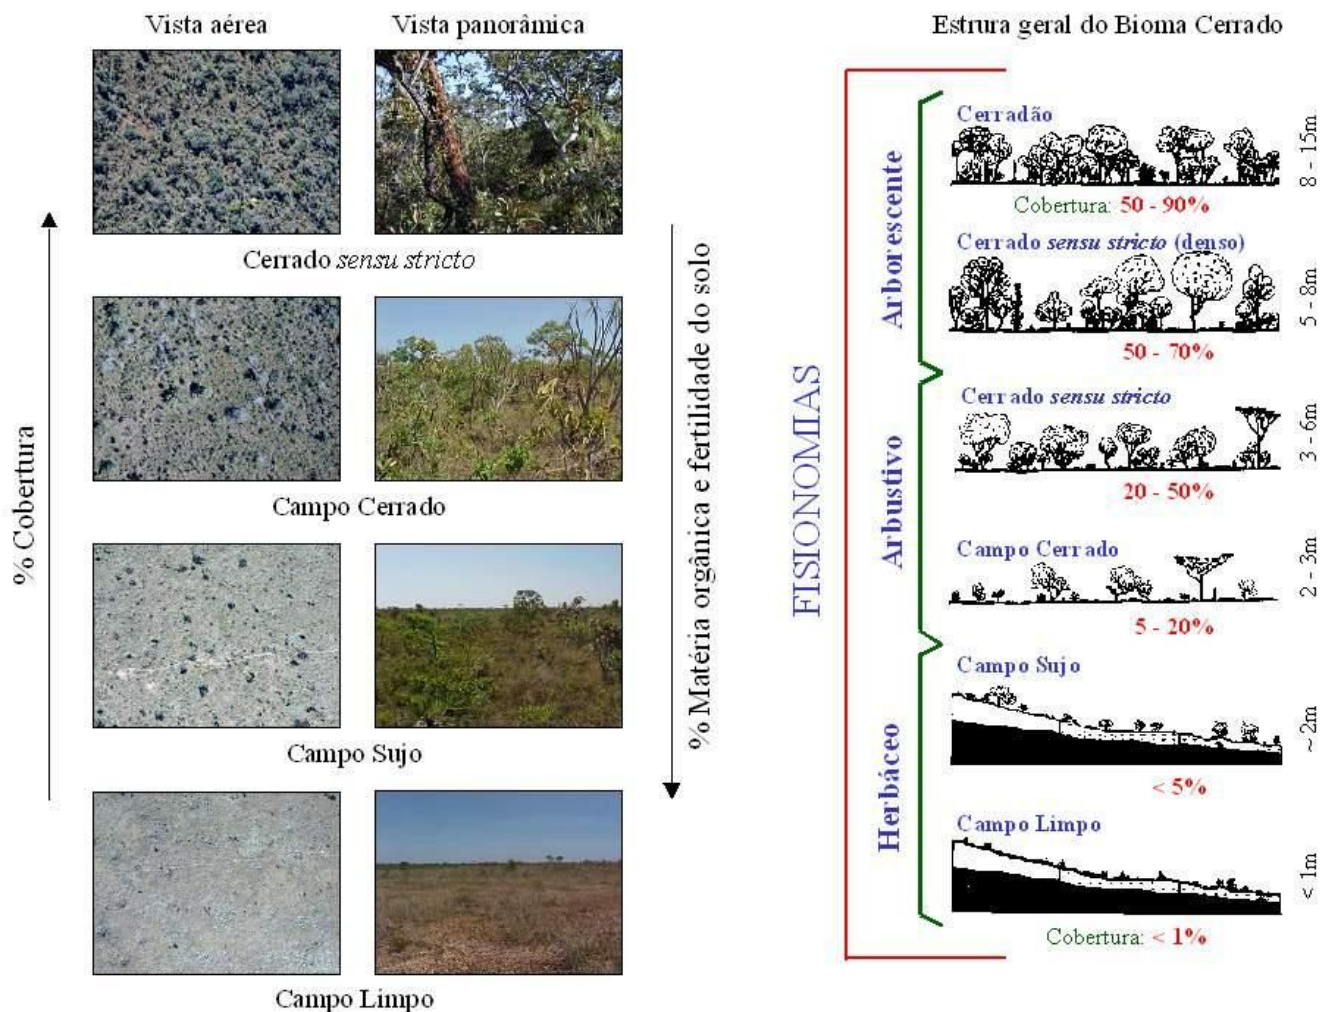 Vista aérea
Vista panorâmica
Cerrado sensu stricto
Campo Cerrado
Campo Sujo
Campo Limpo
% Cobertura
% Matéria orgânica e fertilidade do solo
Estrura geral do Bioma Cerrado
FISIONOMIAS
Arborescente
Cerradão
8 - 15m
Cobertura: 50 - 90%
Cerrado sensu stricto (denso)
5 - 8m
50 - 70%
Arbustivo
Cerrado sensu stricto
3 - 6m
20 - 50%
Campo Cerrado
2 - 3m
5 - 20%
Herbáceo
Campo Sujo
~ 2m
< 5%
Campo Limpo
< 1m
Cobertura: < 1%